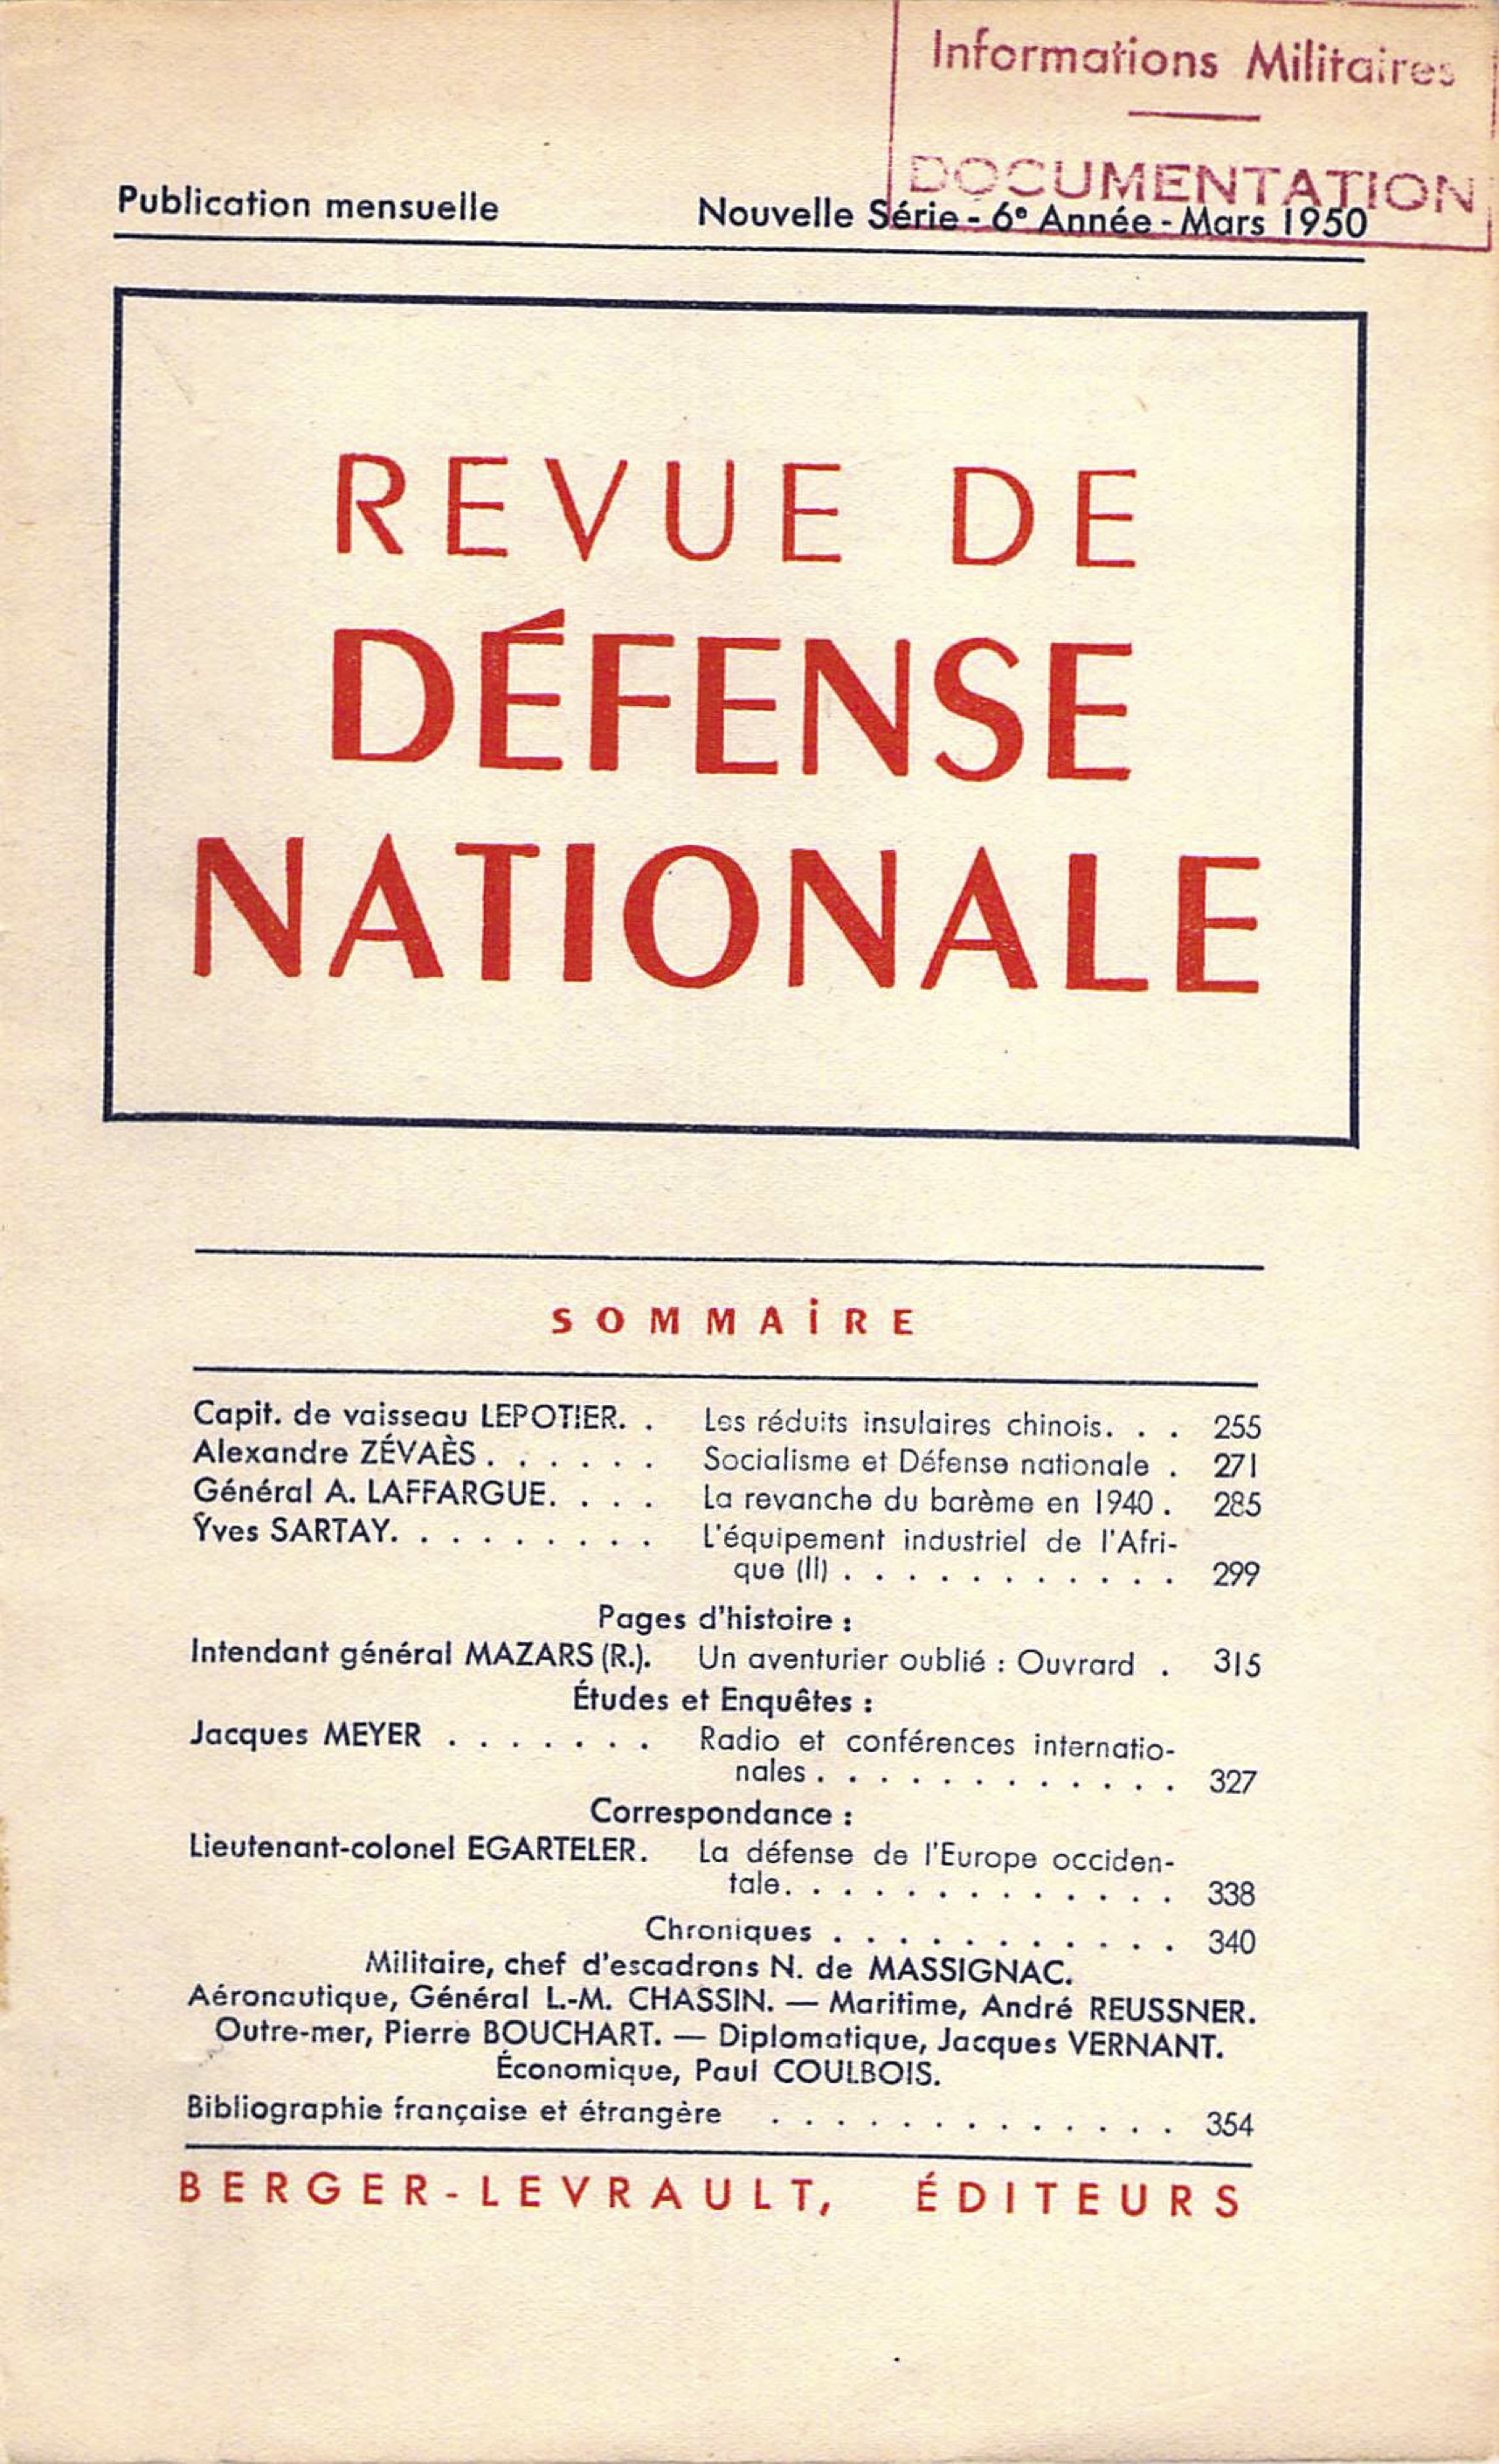 Informations Militaires
DOCUMENTATION
Publication mensuelle Nouvelle Série - 6e Année - Mars 1950
REVUE DE
DÉFENSE
NATIONALE
SOMMAIRE
Capit. de vaisseau LEPOTIER. . Les réduits insulaires chinois. . . 255
Alexandre ZÉVAÈS . . . . . . Socialisme et Défense nationale . 271
Général A. LAFFARGUE. . . . La revanche du barème en 1940 . 285
Yves SARTAY. . . . . . . . . L'équipement industriel de l'Afri-
que (II) . . . . . . . . . . . 299
Pages d'histoire :
Intendant général MAZARS (R.). Un aventurier oublié : Ouvrard . 315
Études et Enquêtes :
Jacques MEYER . . . . . . . Radio et conférences internatio-
nales . . . . . . . . . . . . 327
Correspondance :
Lieutenant-colonel EGARTELER. La défense de l'Europe occiden-
tale. . . . . . . . . . . . . 338
Chroniques . . . . . . . . . . . 340
Militaire, chef d'escadrons N. de MASSIGNAC.
Aéronautique, Général L.-M. CHASSIN. — Maritime, André REUSSNER.
Outre-mer, Pierre BOUCHART. — Diplomatique, Jacques VERNANT.
Économique, Paul COULBOIS.
Bibliographie française et étrangère . . . . . . . . . . . . . 354
BERGER-LEVRAULT, ÉDITEURS